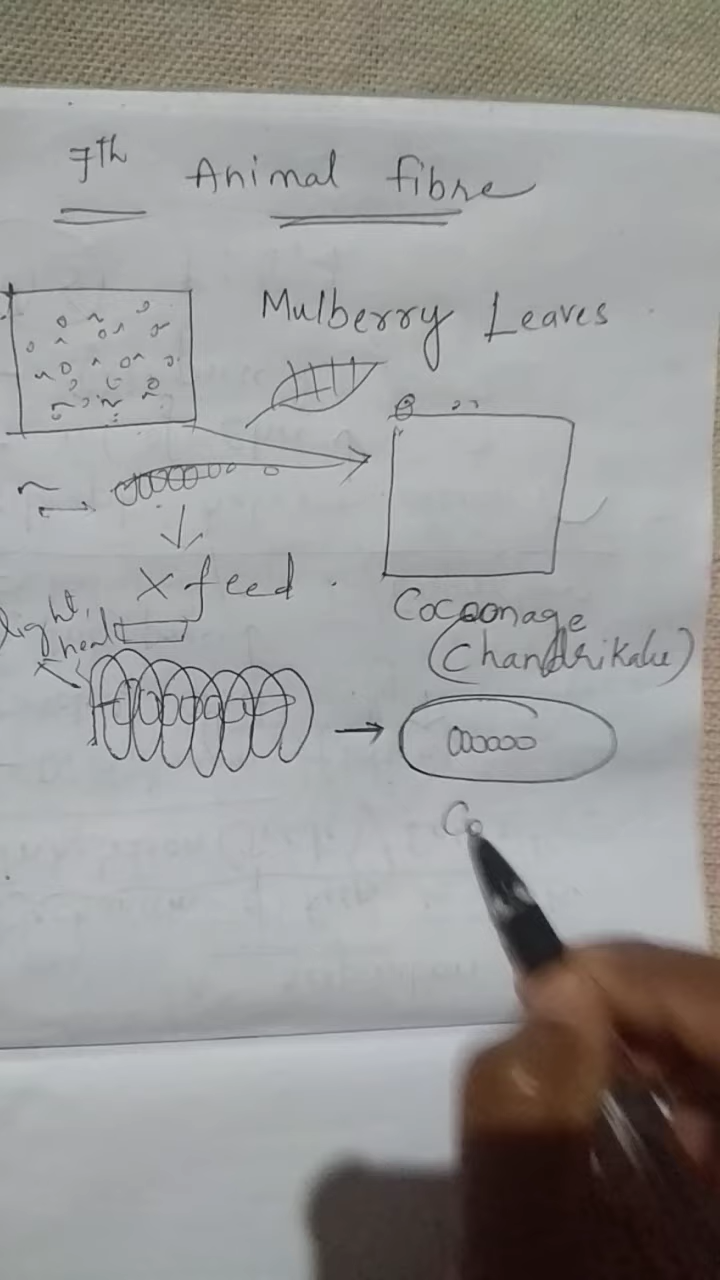 7th Animal fibre
Mulberry Leaves
x feed.
Cocoonage
light,
heat
(Chandrikale)
Co